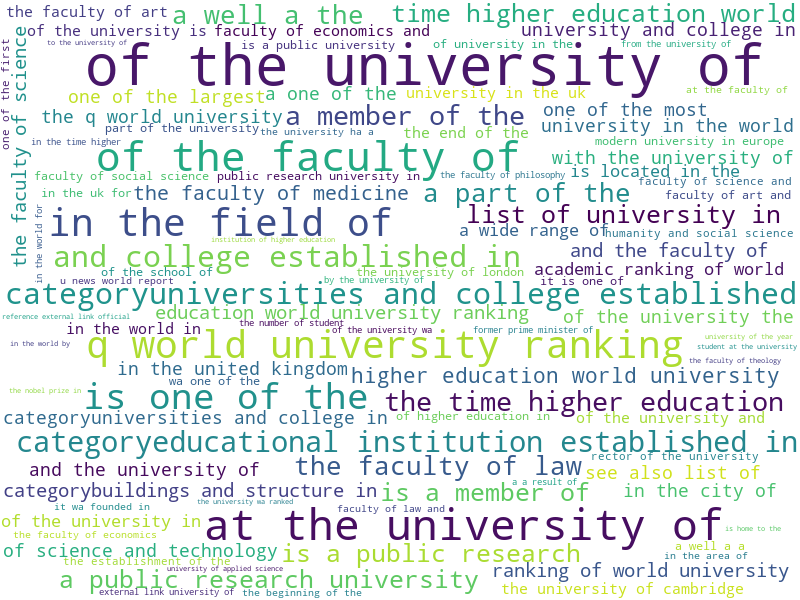 the faculty of art
a well a the
time higher education world
of the university is
faculty of economics and
university and college in
to the university of
is a public university
of university in the
from the university of
of the university of
one of the first
the faculty of science
one of the largest
a one of the
university in the uk
at the faculty of
the q world university
a member of the
one of the most
part of the university
the university ha a
the end of the
university in the world
in the time higher
of the faculty of
modern university in europe
with the university of
faculty of social science
public research university in
the faculty of philosophy
is located in the
faculty of science and
in the uk for
the faculty of medicine
a part of the
faculty of art and
in the world for
in the field of
list of university in
a wide range of
humanity and social science
institution of higher education
and college established in
and the faculty of
of the school of
the university of london
academic ranking of world
u news world report
by the university of
it is one of
categoryuniversities and college established
reference external link official
education world university ranking
of the university the
in the world in
the number of student
of the university wa
former prime minister of
in the world by
q world university ranking
university of the year
student at the university
the faculty of theology
in the united kingdom
higher education world university
wa one of the
the nobel prize in
is one of the
the time higher education
categoryuniversities and college in
of higher education in
of the university and
categoryeducational institution established in
rector of the university
and the university of
the faculty of law
see also list of
categorybuildings and structure in
is a member of
a a result of
in the city of
it wa founded in
the university wa ranked
faculty of law and
of the university in
at the university of
is home to the
the faculty of economics
of science and technology
is a public research
a well a a
in the area of
the establishment of the
university of applied science
a public research university
ranking of world university
external link university of
the beginning of the
the university of cambridge